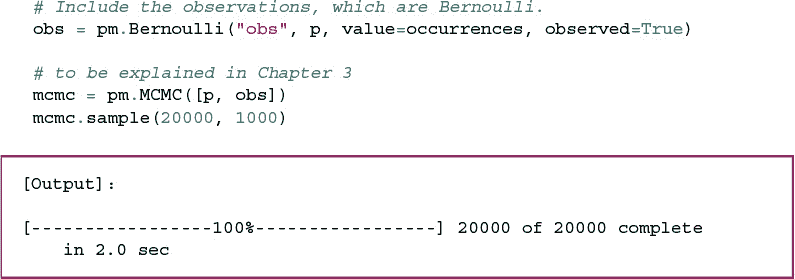 # Include the observations, which are Bernoulli.
obs = pm.Bernoulli("obs", p, value=occurrences, observed=True)
# to be explained in Chapter 3
mcmc = pm.MCMC([p, obs])
mcmc.sample(20000, 1000)
[Output]:
[-----------------100%-----------------] 20000 of 20000 complete
in 2.0 sec